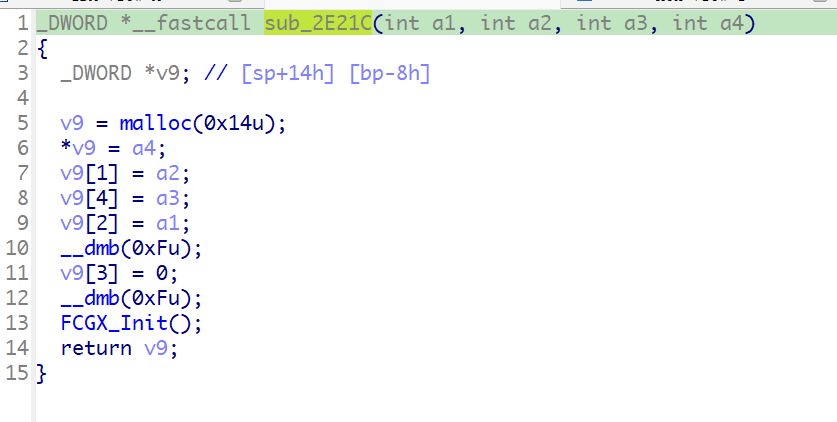 1 _DWORD *__fastcall sub_2E21C(int a1, int a2, int a3, int a4)
2 {
3   _DWORD *v9; // [sp+14h] [bp-8h]
4
5   v9 = malloc(0x14u);
6   *v9 = a4;
7   v9[1] = a2;
8   v9[4] = a3;
9   v9[2] = a1;
10   __dmb(0xFu);
11   v9[3] = 0;
12   __dmb(0xFu);
13   FCGX_Init();
14   return v9;
15 }